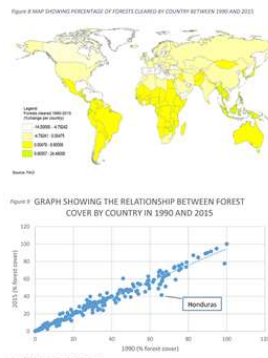 Figure 8 MAP SHOWING PERCENTAGE OF FORESTS CLEARED BY COUNTRY BETWEEN 1990 AND 2015
Legend
Forests cleared 1990-2015
(%change per country)
Source: FAO
Figure 9 GRAPH SHOWING THE RELATIONSHIP BETWEEN FOREST
COVER BY COUNTRY IN 1990 AND 2015
2015 (% forest cover)
120
100
80
60
40
20
0
Honduras
0 20 40 60 80 100 120
1990 (% forest cover)